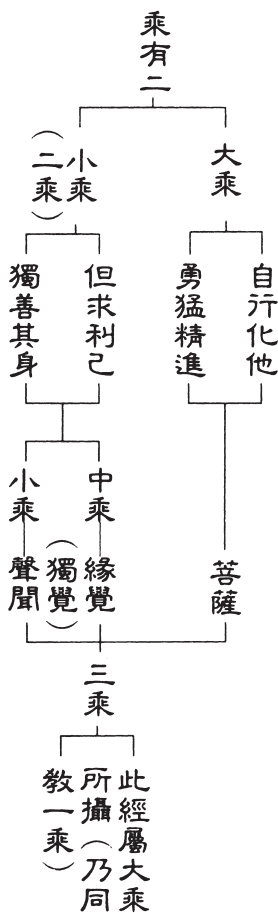 乘有二
大乘
小乘
（二乘）
自行化他
勇猛精進
但求利己
獨善其身
菩薩
中乘
緣覺
（獨覺）
小乘
聲聞
三乘
此經屬大乘
所攝（乃同
教一乘）